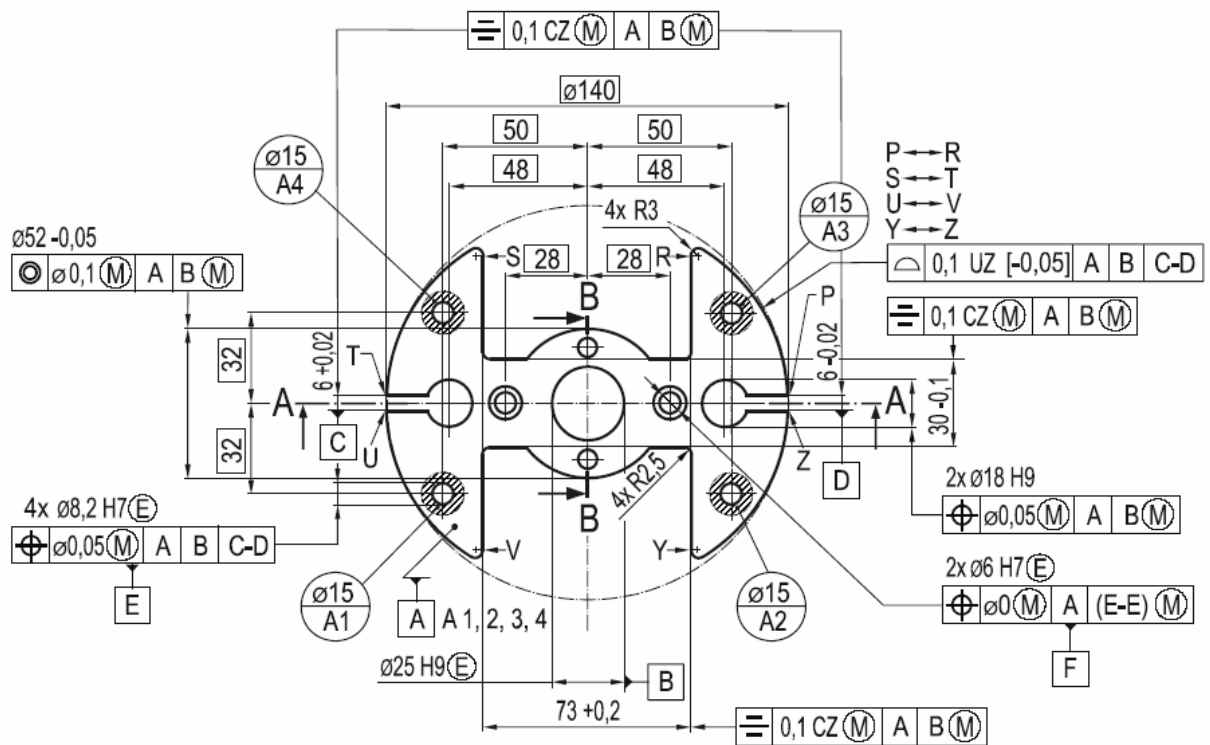 ⌯ 0,1 CZ Ⓜ A B Ⓜ
ø140
50 50
48 48
ø15
A4
ø15
A3
P↔R
S↔T
U↔V
Y↔Z
⌓ 0,1 UZ [-0,05] A B C-D
⌯ 0,1 CZ Ⓜ A B Ⓜ
4x R3
ø52 -0,05
◎ ø0,1 Ⓜ A B Ⓜ
S 28 28 R
B
P
T
U
Z
32
32
6 +0,02
6 -0,02
30 -0,1
A A
C
D
B
4x R2,5
V Y
4x ø8,2 H7 Ⓔ
⌖ ø0,05 Ⓜ A B C-D
E
2x ø18 H9
⌖ ø0,05 Ⓜ A B Ⓜ
2x ø6 H7 Ⓔ
⌖ ø0 Ⓜ A (E-E) Ⓜ
F
ø15
A1
ø15
A2
A A 1, 2, 3, 4
ø25 H9 Ⓔ
B
73 +0,2
⌯ 0,1 CZ Ⓜ A B Ⓜ